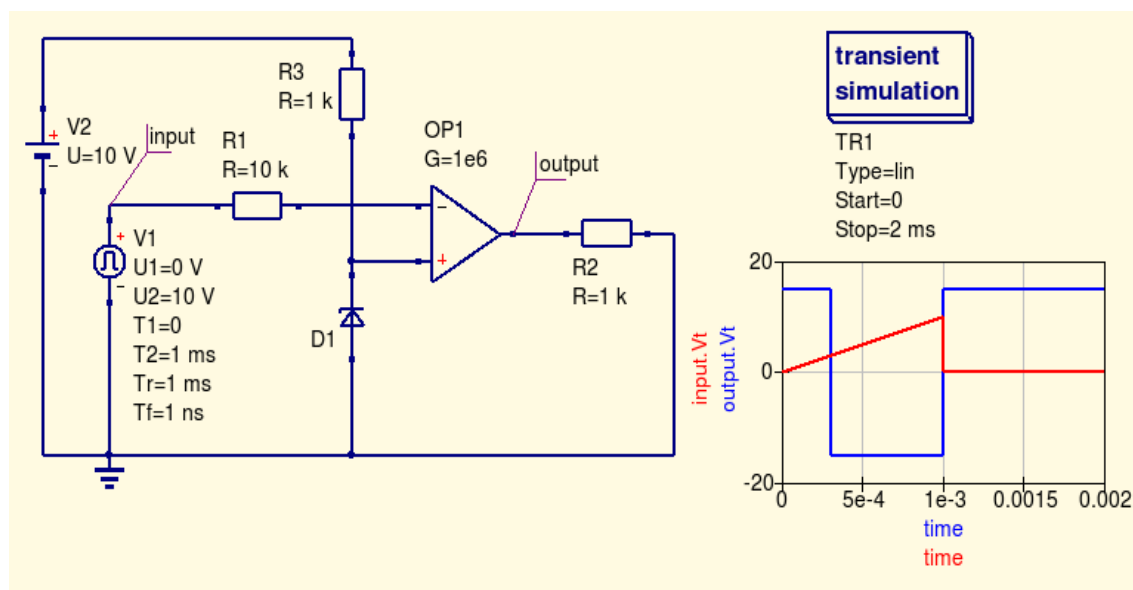 transient
simulation
TR1
Type=lin
Start=0
Stop=2 ms
V2
U=10 V
input
R1
R=10 k
R3
R=1 k
OP1
G=1e6
output
−
+
R2
R=1 k
+
−
+
−
V1
U1=0 V
U2=10 V
T1=0
T2=1 ms
Tr=1 ms
Tf=1 ns
D1
input.Vt
output.Vt
20
0
-20
0
5e-4
1e-3
0.0015
0.002
time
time